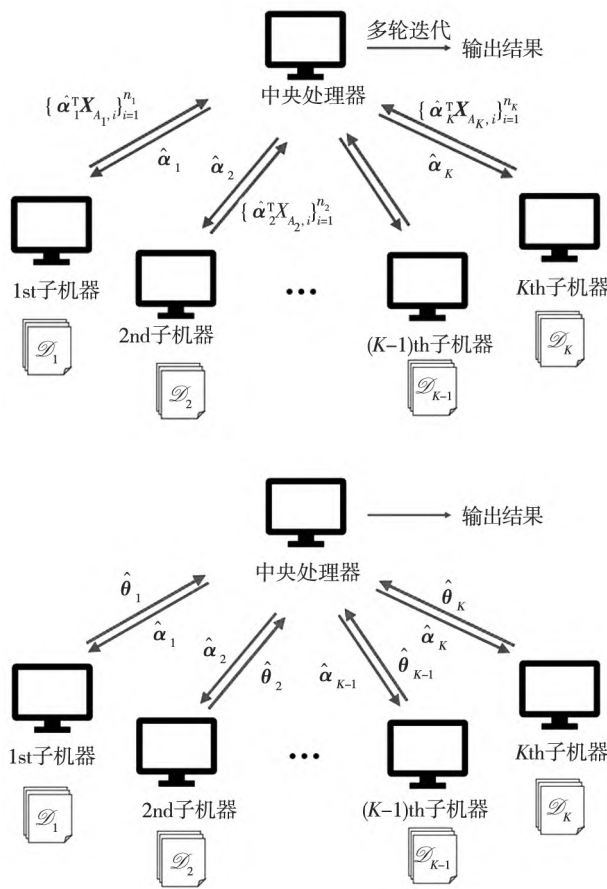 多轮迭代
输出结果
中央处理器
{α̂₁ᵀX_{A₁,i}}_{i=1}^{n₁}
{α̂_KᵀX_{A_K,i}}_{i=1}^{n_K}
α̂₁
α̂₂
α̂_K
{α̂₂ᵀX_{A₂,i}}_{i=1}^{n₂}
1st子机器
2nd子机器
...
(K-1)th子机器
Kth子机器
𝒟₁
𝒟₂
𝒟_{K-1}
𝒟_K
输出结果
中央处理器
θ̂₁
θ̂_K
α̂₁
α̂₂
θ̂₂
α̂_{K-1}
θ̂_{K-1}
α̂_K
1st子机器
2nd子机器
...
(K-1)th子机器
Kth子机器
𝒟₁
𝒟₂
𝒟_{K-1}
𝒟_K